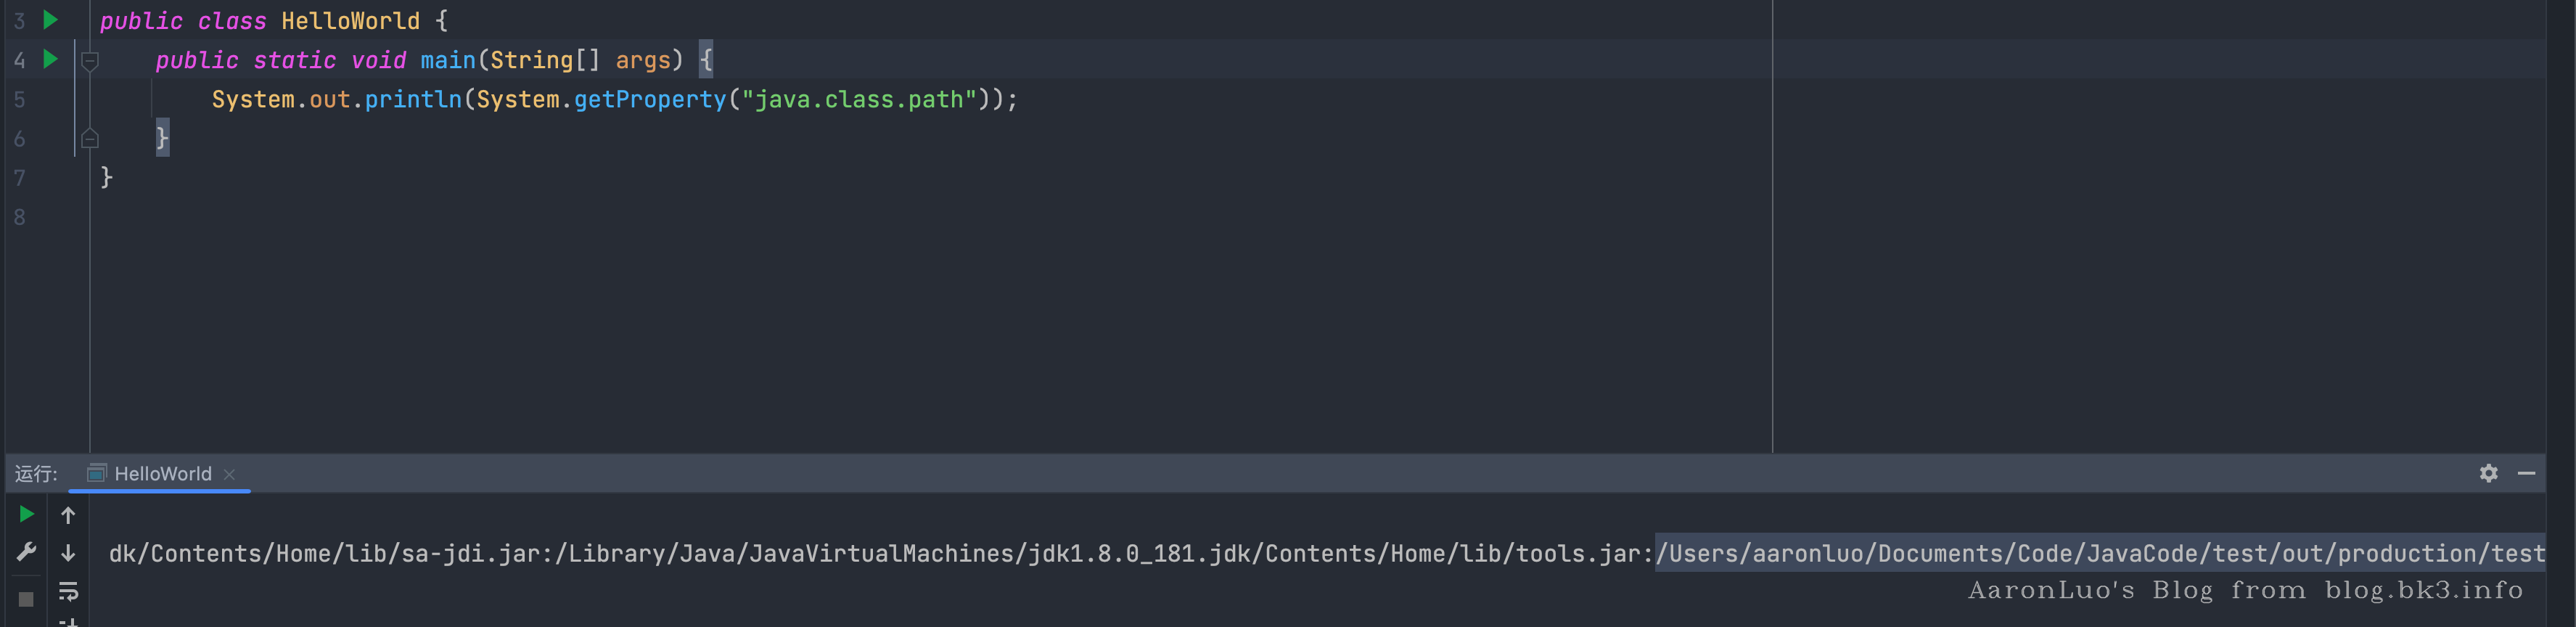 3 public class HelloWorld {
4 public static void main(String[] args) {
5 System.out.println(System.getProperty("java.class.path"));
6 }
7 }
8
运行: HelloWorld
dk/Contents/Home/lib/sa-jdi.jar:/Library/Java/JavaVirtualMachines/jdk1.8.0_181.jdk/Contents/Home/lib/tools.jar:/Users/aaronluo/Documents/Code/JavaCode/test/out/production/test
AaronLuo's Blog from blog.bk3.info